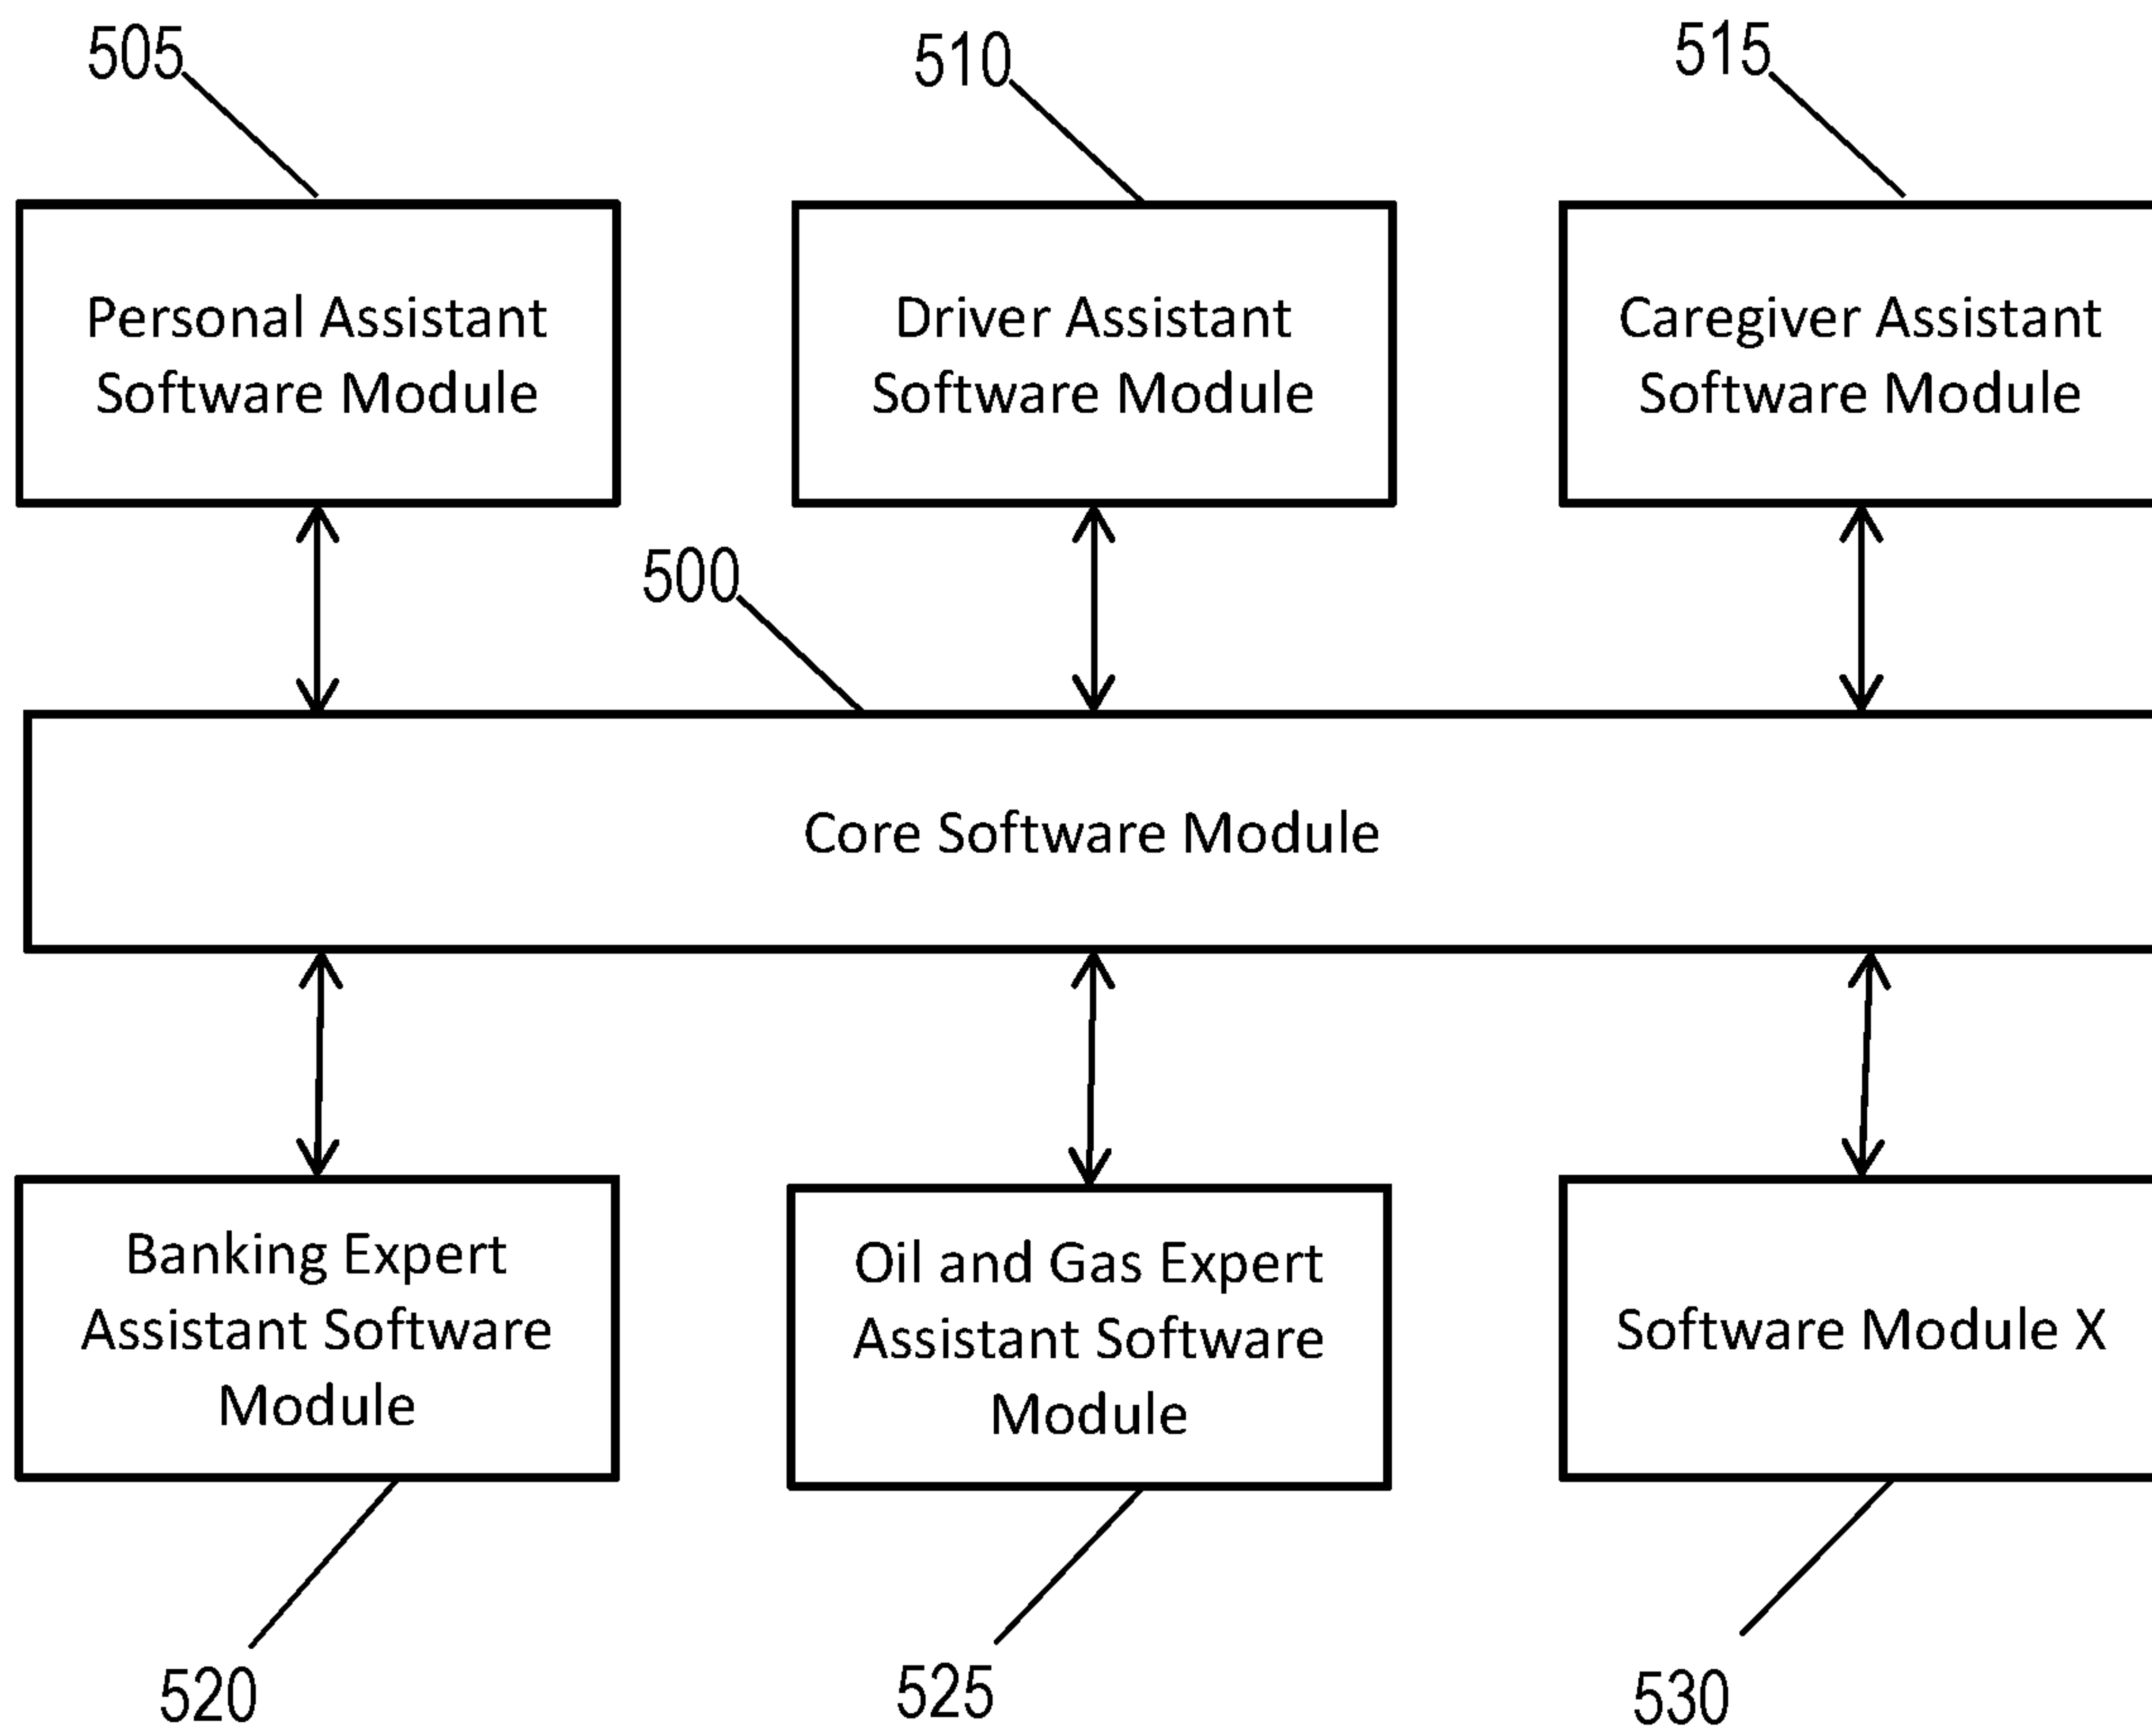 505
510
515
Personal Assistant
Software Module
Driver Assistant
Software Module
Caregiver Assistant
Software Module
500
Core Software Module
Banking Expert
Assistant Software
Module
Oil and Gas Expert
Assistant Software
Module
Software Module X
520
525
530